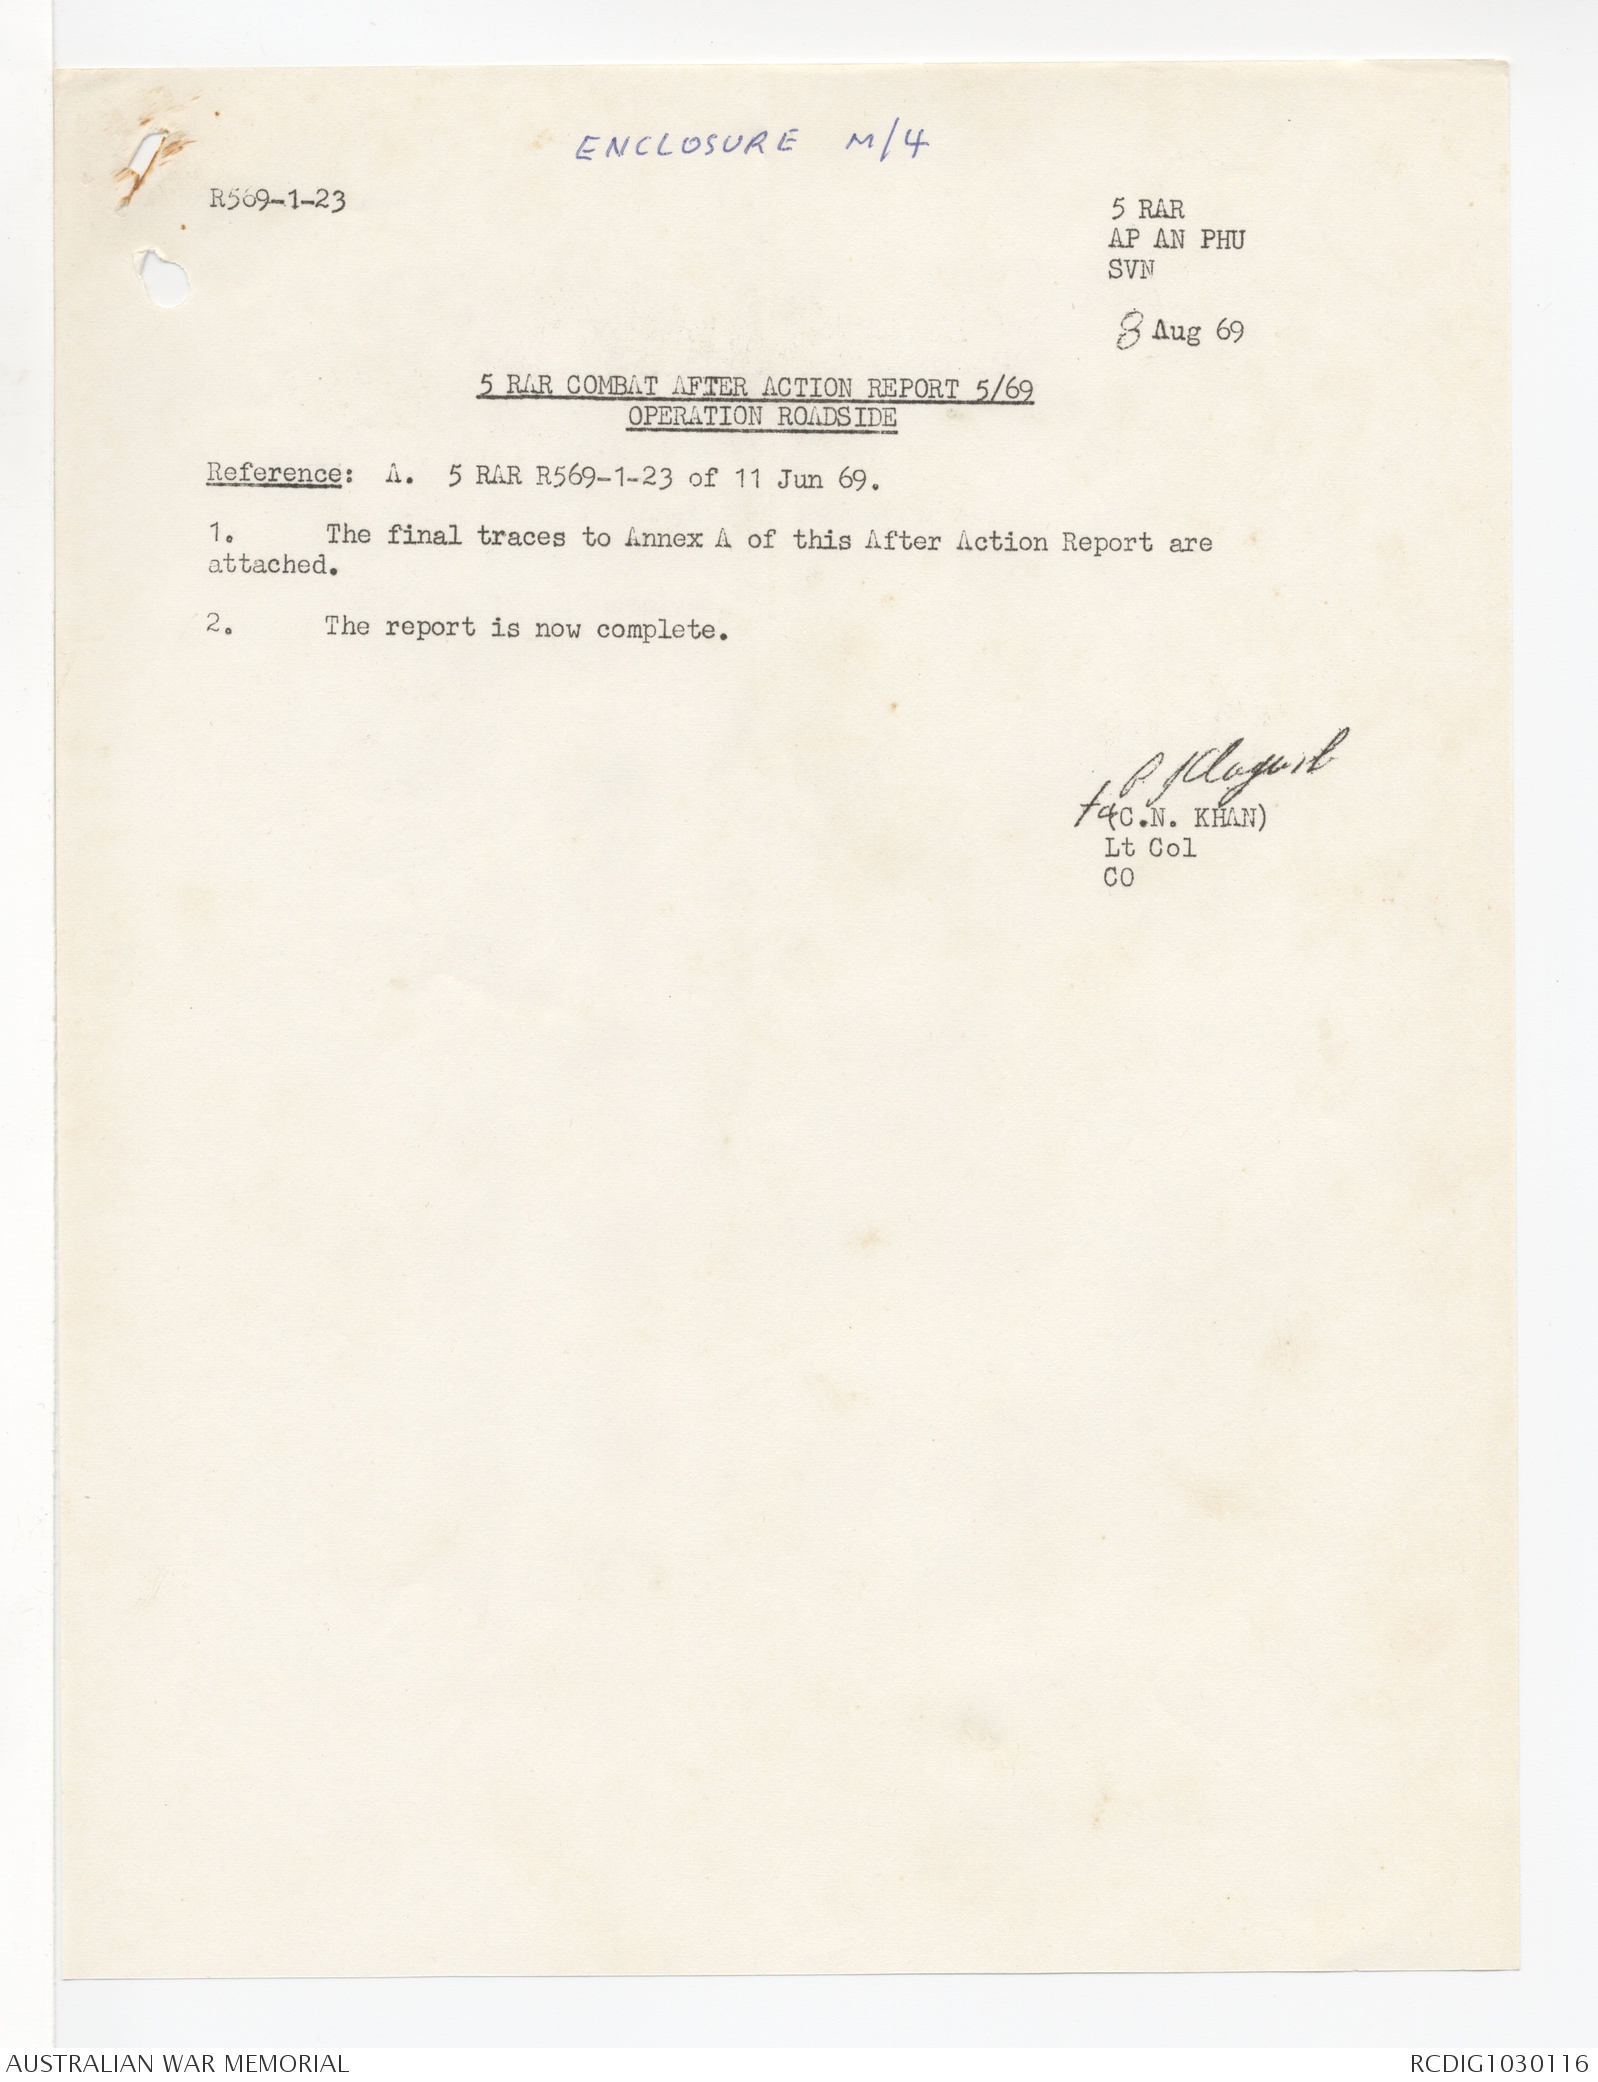 ENCLOSURE M/4
R569-1-23
5 RAR
AP AN PHU
SVN
8 Aug 69
5 RAR COMBAT AFTER ACTION REPORT 5/69
OPERATION ROADSIDE
Reference: A. 5 RAR R569-1-23 of 11 Jun 69.
1. The final traces to Annex A of this After Action Report are
attached.
2. The report is now complete.
(C.N. KHAN)
Lt Col
CO
AUSTRALIAN WAR MEMORIAL
RCDIG1030116